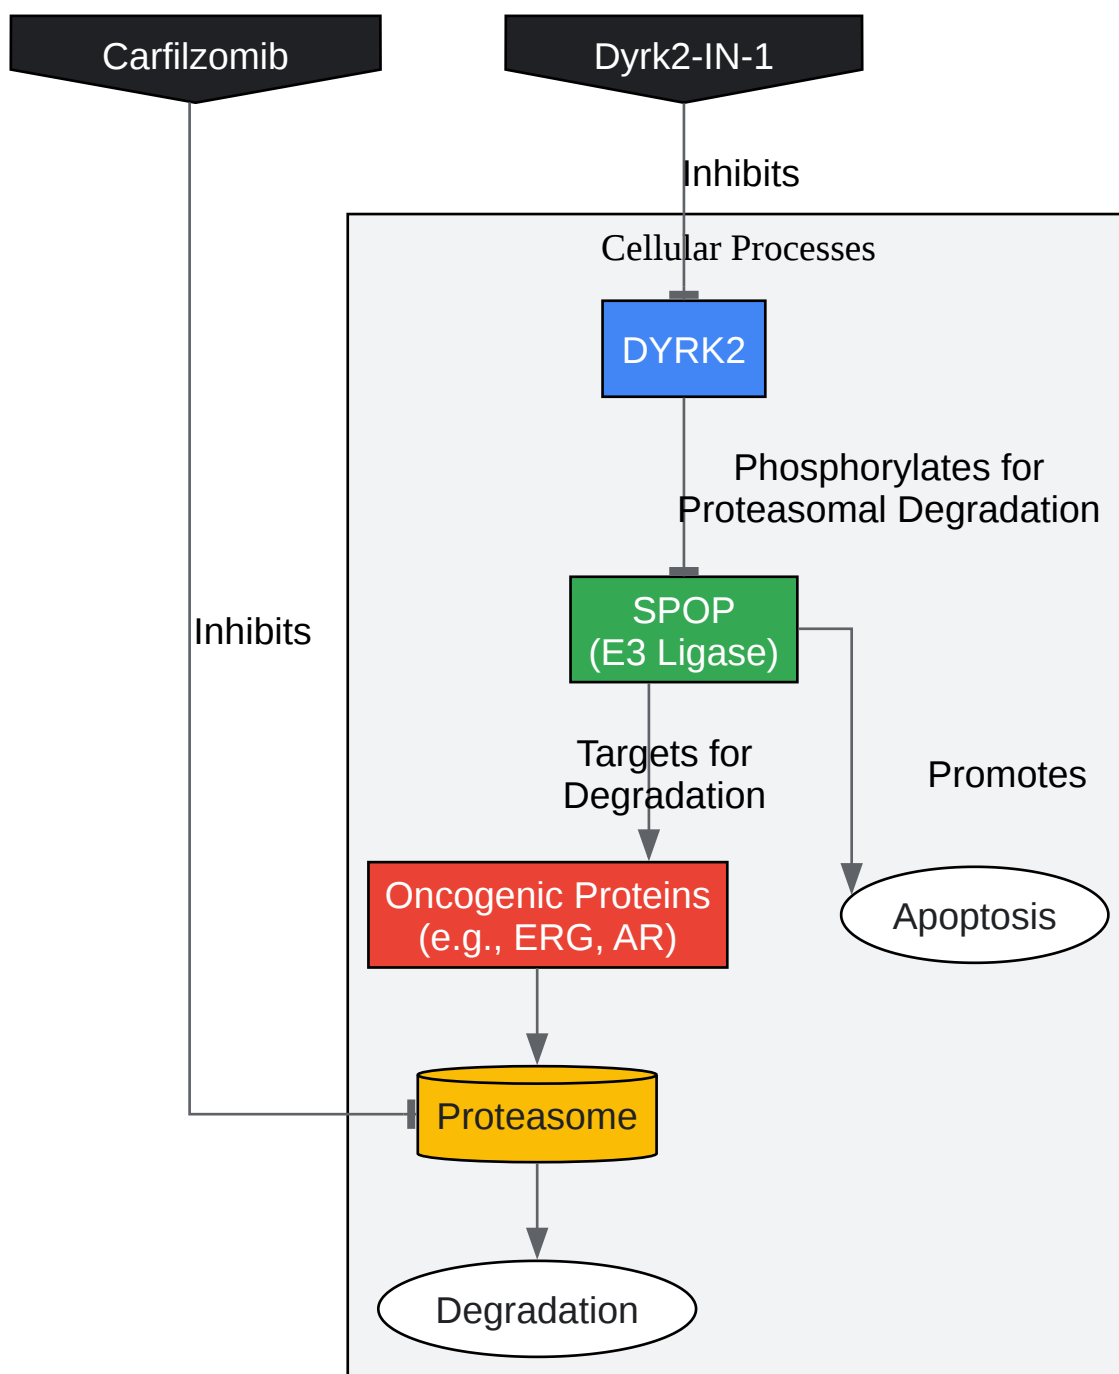 Carfilzomib
Dyrk2-IN-1
Inhibits
Cellular Processes
DYRK2
Phosphorylates for
Proteasomal Degradation
SPOP
(E3 Ligase)
Inhibits
Targets for
Degradation
Promotes
Oncogenic Proteins
(e.g., ERG, AR)
Apoptosis
Proteasome
Degradation